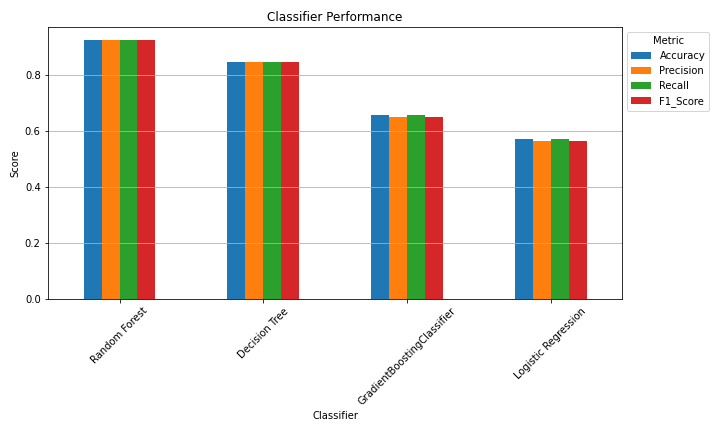 Classifier Performance
Metric
Accuracy
Precision
Recall
F1_Score
Score
0.8
0.6
0.4
0.2
0.0
Random Forest
Decision Tree
GradientBoostingClassifier
Logistic Regression
Classifier